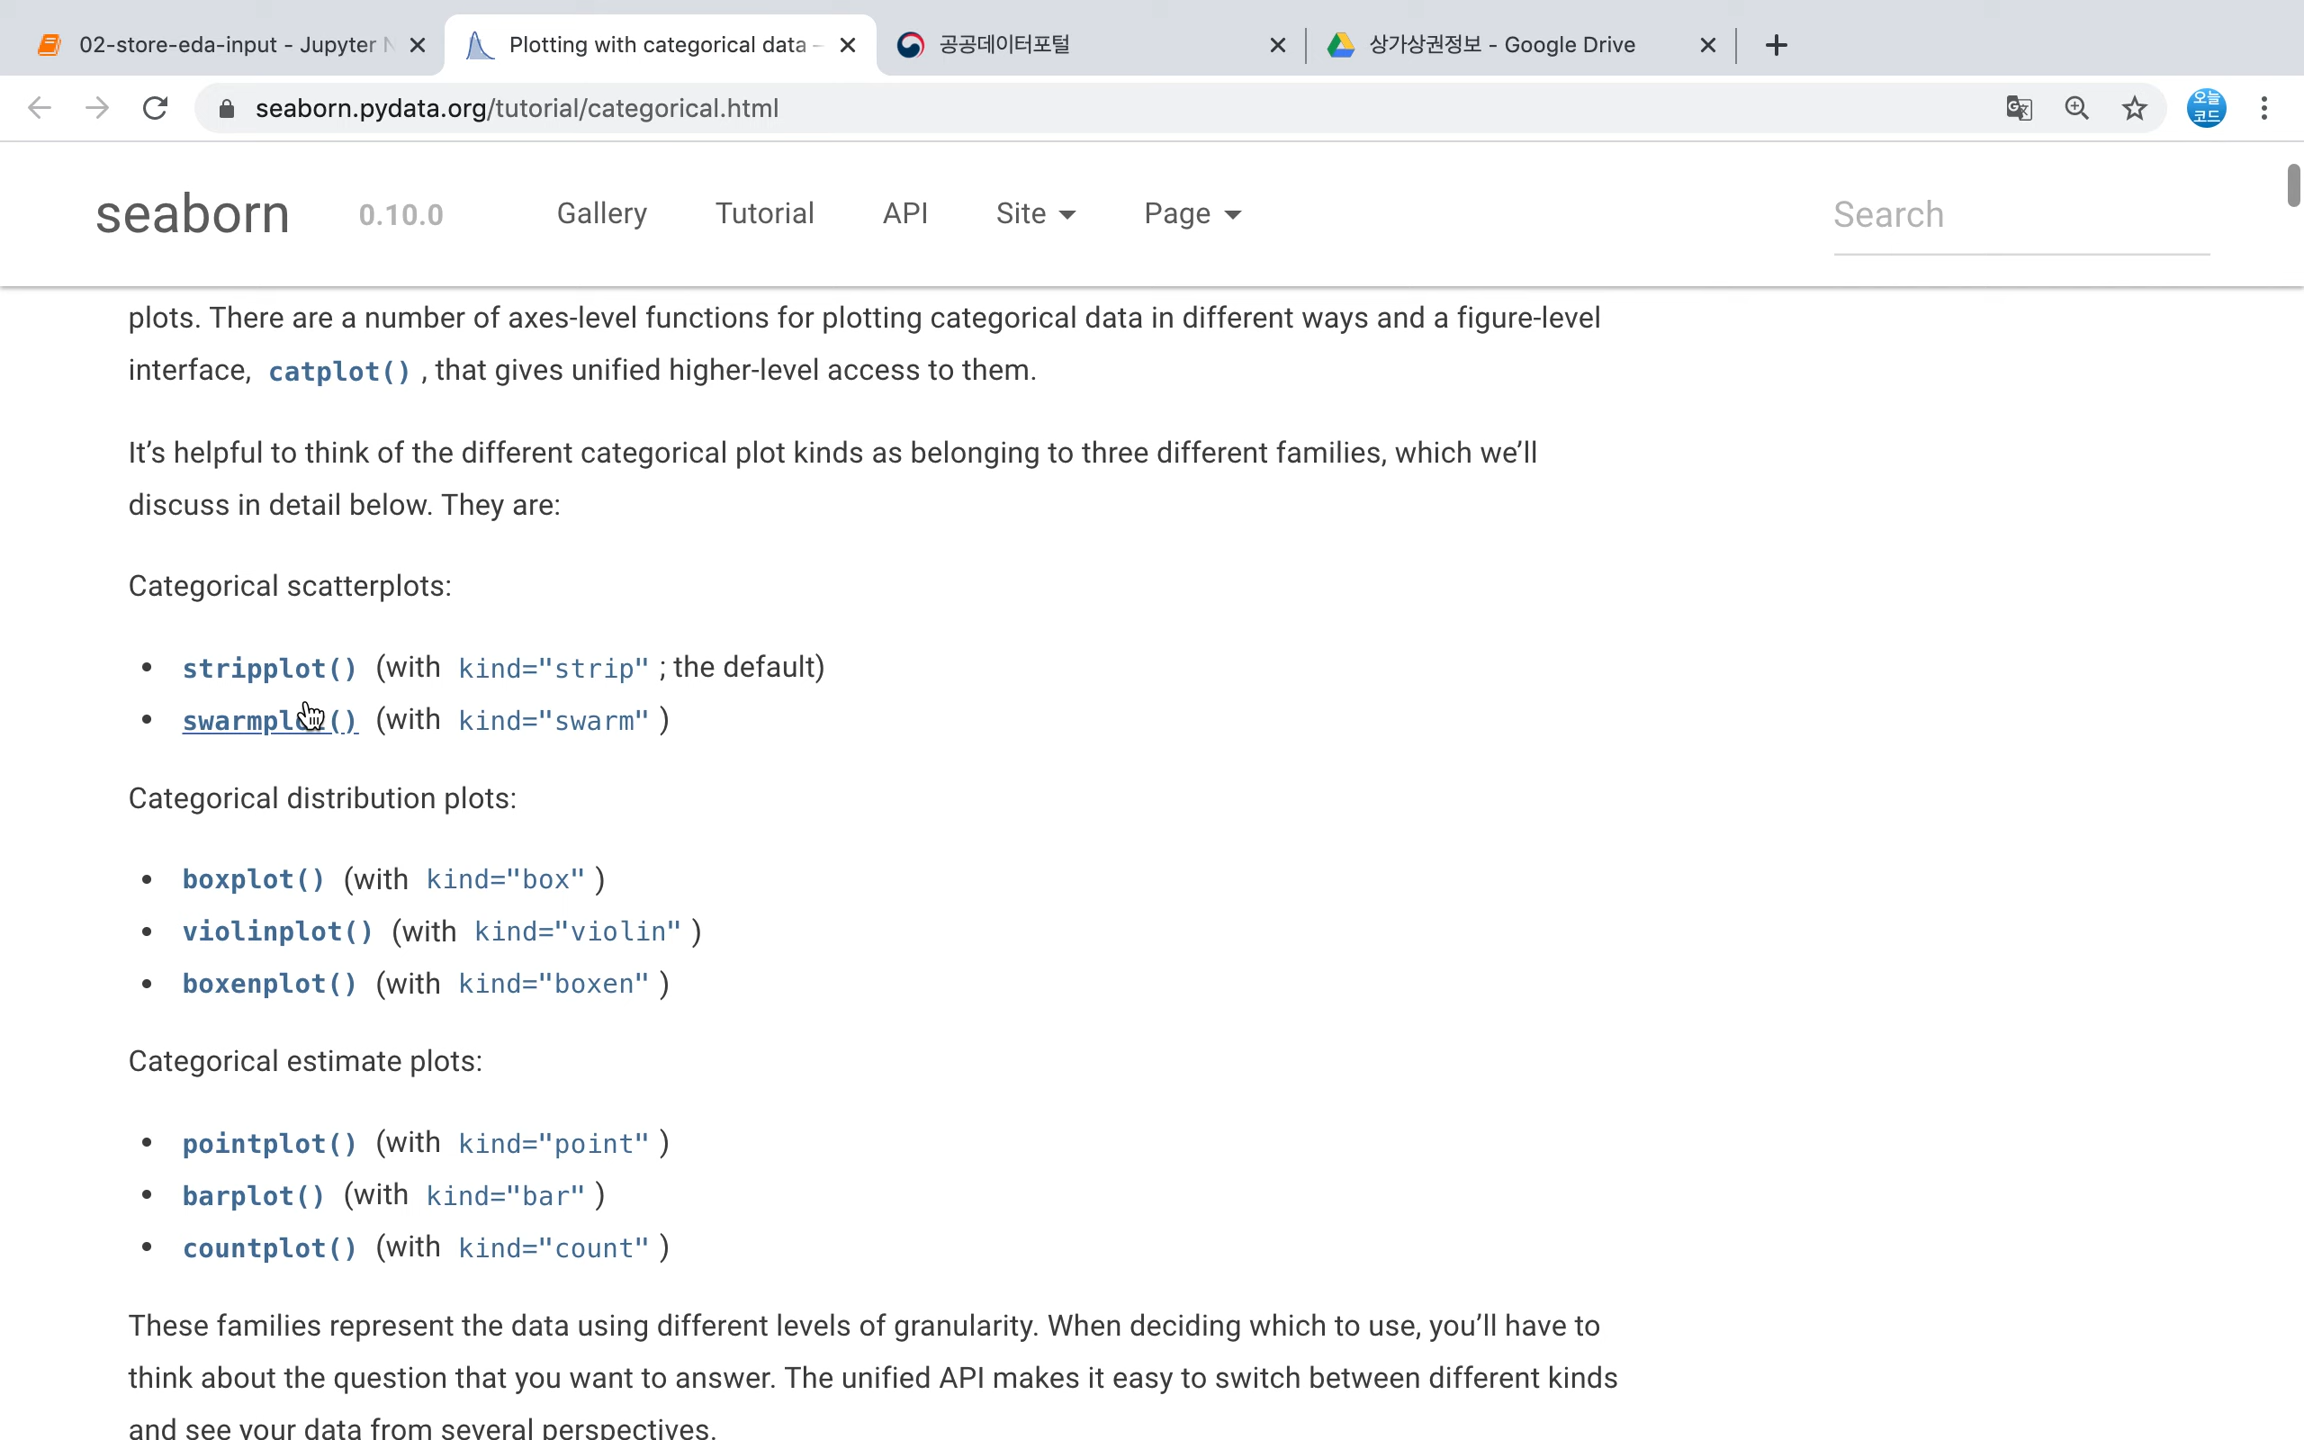 02-store-eda-input - Jupyter N
Plotting with categorical data –
공공데이터포털
상가상권정보 - Google Drive
seaborn.pydata.org/tutorial/categorical.html
오늘
코드
seaborn 0.10.0 Gallery Tutorial API Site Page Search
plots. There are a number of axes-level functions for plotting categorical data in different ways and a figure-level
interface, catplot() , that gives unified higher-level access to them.
It’s helpful to think of the different categorical plot kinds as belonging to three different families, which we’ll
discuss in detail below. They are:
Categorical scatterplots:
• stripplot() (with kind="strip" ; the default)
• swarmplot() (with kind="swarm" )
Categorical distribution plots:
• boxplot() (with kind="box" )
• violinplot() (with kind="violin" )
• boxenplot() (with kind="boxen" )
Categorical estimate plots:
• pointplot() (with kind="point" )
• barplot() (with kind="bar" )
• countplot() (with kind="count" )
These families represent the data using different levels of granularity. When deciding which to use, you’ll have to
think about the question that you want to answer. The unified API makes it easy to switch between different kinds
and see your data from several perspectives.